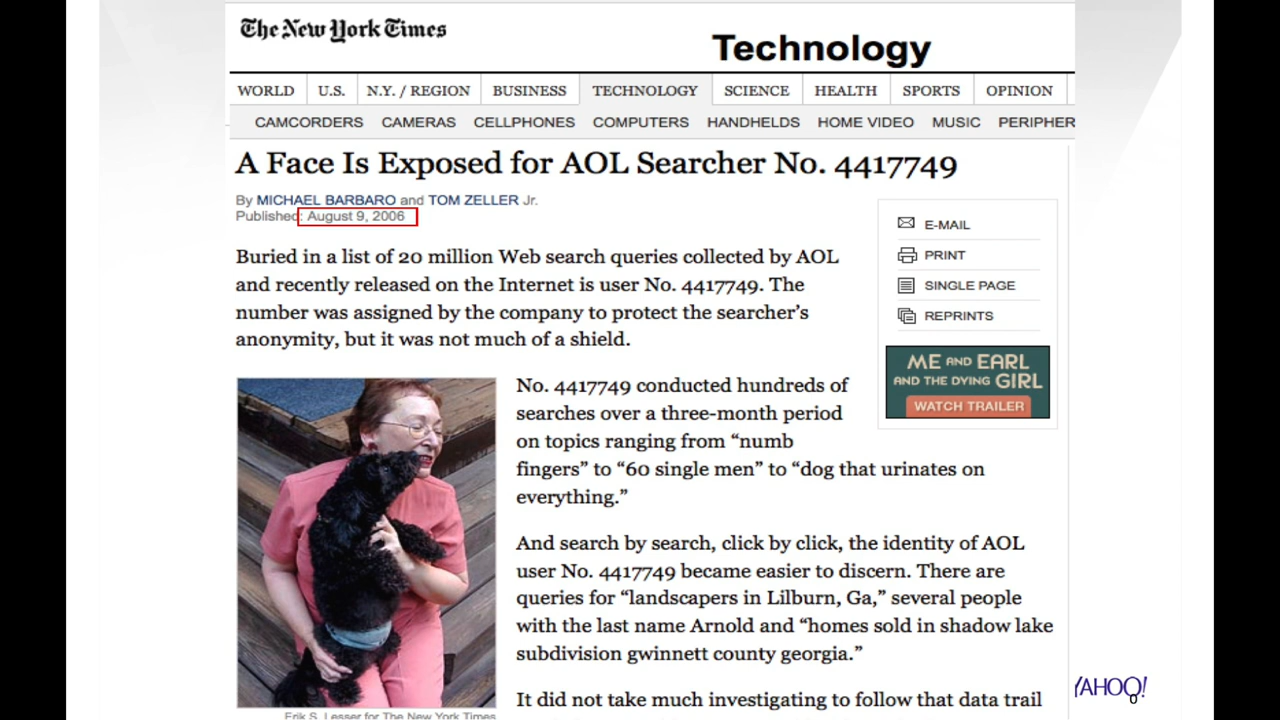 The New York Times
Technology
WORLD U.S. N.Y. / REGION BUSINESS TECHNOLOGY SCIENCE HEALTH SPORTS OPINION
CAMCORDERS CAMERAS CELLPHONES COMPUTERS HANDHELDS HOME VIDEO MUSIC PERIPHER
A Face Is Exposed for AOL Searcher No. 4417749
By MICHAEL BARBARO and TOM ZELLER Jr.
Published: August 9, 2006
Buried in a list of 20 million Web search queries collected by AOL
and recently released on the Internet is user No. 4417749. The
number was assigned by the company to protect the searcher's
anonymity, but it was not much of a shield.
E-MAIL
PRINT
SINGLE PAGE
REPRINTS
ME AND EARL
AND THE DYING GIRL
WATCH TRAILER
No. 4417749 conducted hundreds of
searches over a three-month period
on topics ranging from “numb
fingers” to “60 single men” to “dog that urinates on
everything.”
And search by search, click by click, the identity of AOL
user No. 4417749 became easier to discern. There are
queries for “landscapers in Lilburn, Ga,” several people
with the last name Arnold and “homes sold in shadow lake
subdivision gwinnett county georgia.”
It did not take much investigating to follow that data trail
Erik S. Lesser for The New York Times
YAHOO!
9